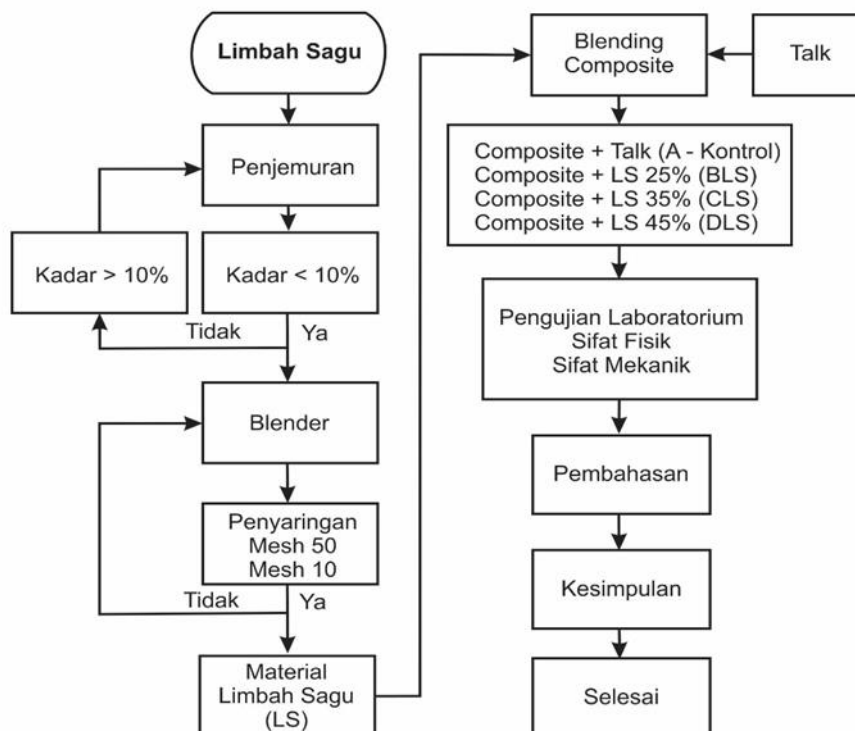 Limbah Sagu
Penjemuran
Kadar > 10%
Kadar < 10%
Tidak
Ya
Blender
Penyaringan
Mesh 50
Mesh 10
Tidak
Ya
Material
Limbah Sagu
(LS)
Blending
Composite
Talk
Composite + Talk (A - Kontrol)
Composite + LS 25% (BLS)
Composite + LS 35% (CLS)
Composite + LS 45% (DLS)
Pengujian Laboratorium
Sifat Fisik
Sifat Mekanik
Pembahasan
Kesimpulan
Selesai